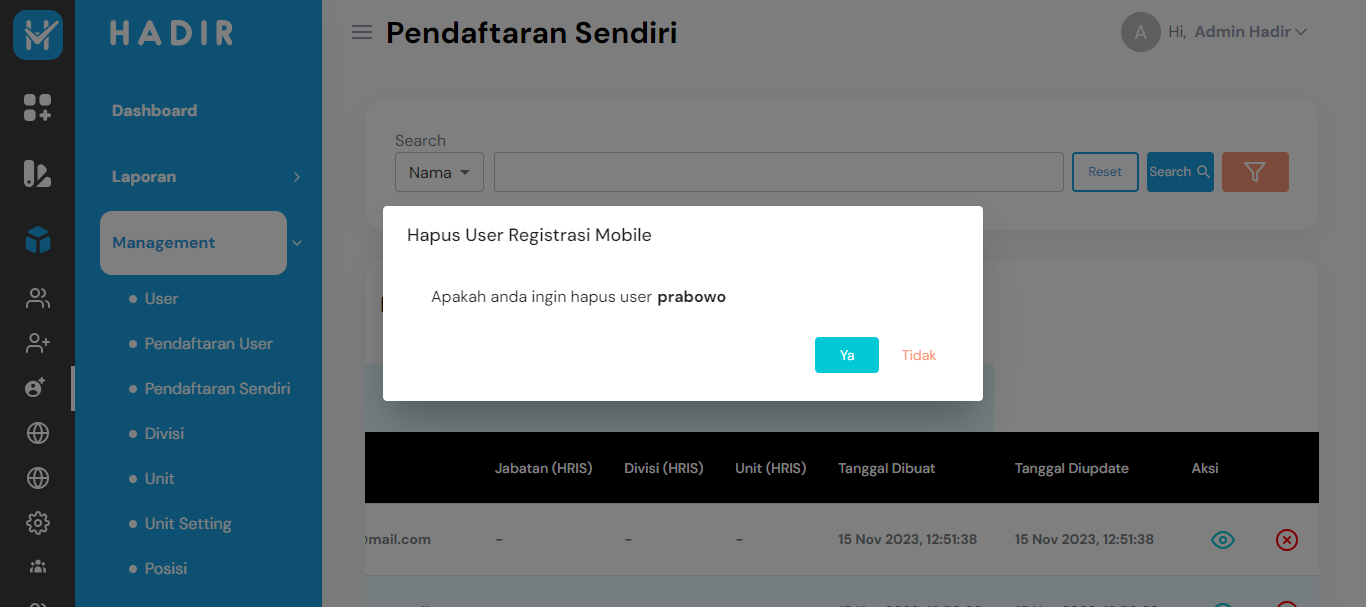 HADIR
Pendaftaran Sendiri
A
Hi, Admin Hadir
Dashboard
Laporan
Management
User
Pendaftaran User
Pendaftaran Sendiri
Divisi
Unit
Unit Setting
Posisi
Search
Nama
Reset
Search
Hapus User Registrasi Mobile
Apakah anda ingin hapus user prabowo
Ya
Tidak
Jabatan (HRIS) Divisi (HRIS) Unit (HRIS) Tanggal Dibuat Tanggal Diupdate Aksi
mail.com - - - 15 Nov 2023, 12:51:38 15 Nov 2023, 12:51:38